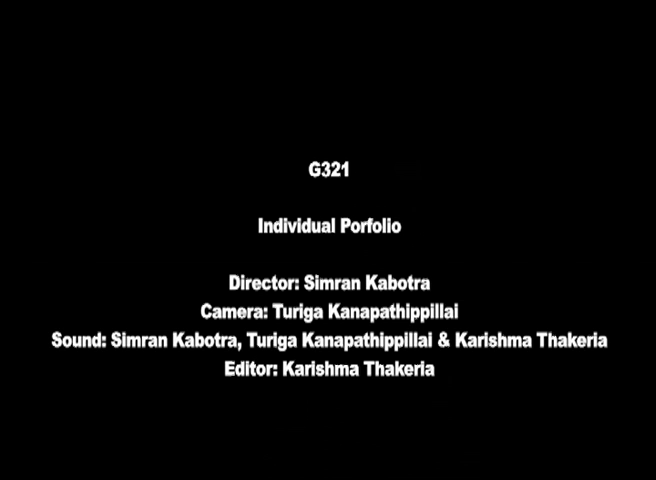 G321
Individual Porfolio
Director: Simran Kabotra
Camera: Turiga Kanapathippillai
Sound: Simran Kabotra, Turiga Kanapathippillai & Karishma Thakeria
Editor: Karishma Thakeria